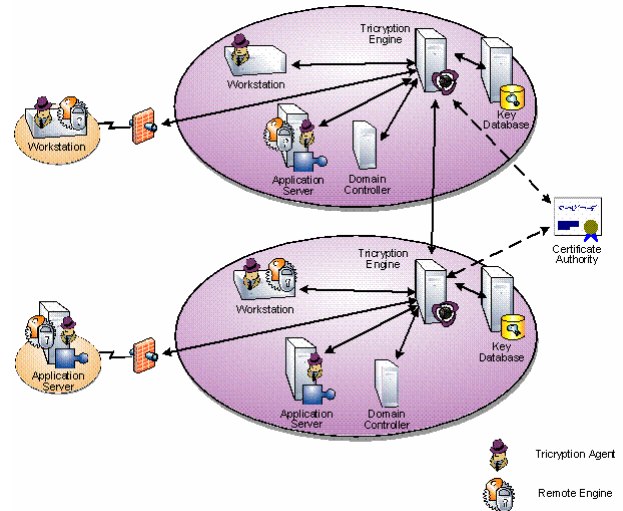 Tricryption
Engine
Workstation
Key
Database
Workstation
Application
Server
Domain
Controller
Certificate
Authority
Tricryption
Engine
Workstation
Key
Database
Application
Server
Application
Server
Domain
Controller
Tricryption Agent
Remote Engine